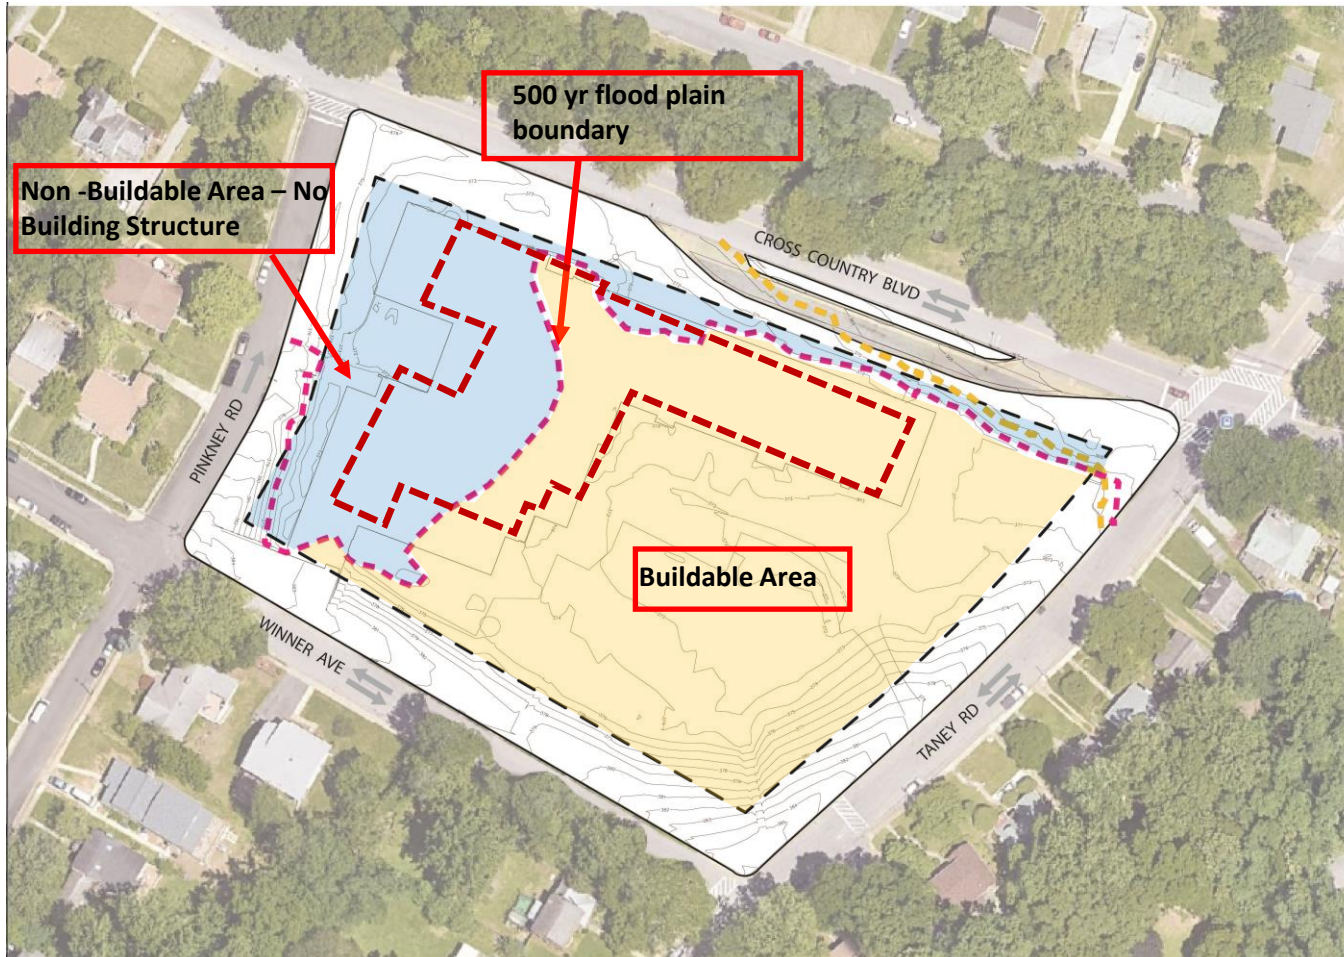 500 yr flood plain
boundary
Non -Buildable Area – No
Building Structure
CROSS COUNTRY BLVD
PINKNEY RD
Buildable Area
WINNER AVE
TANEY RD